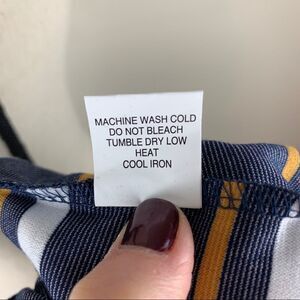 MACHINE WASH COLD
DO NOT BLEACH
TUMBLE DRY LOW
HEAT
COOL IRON